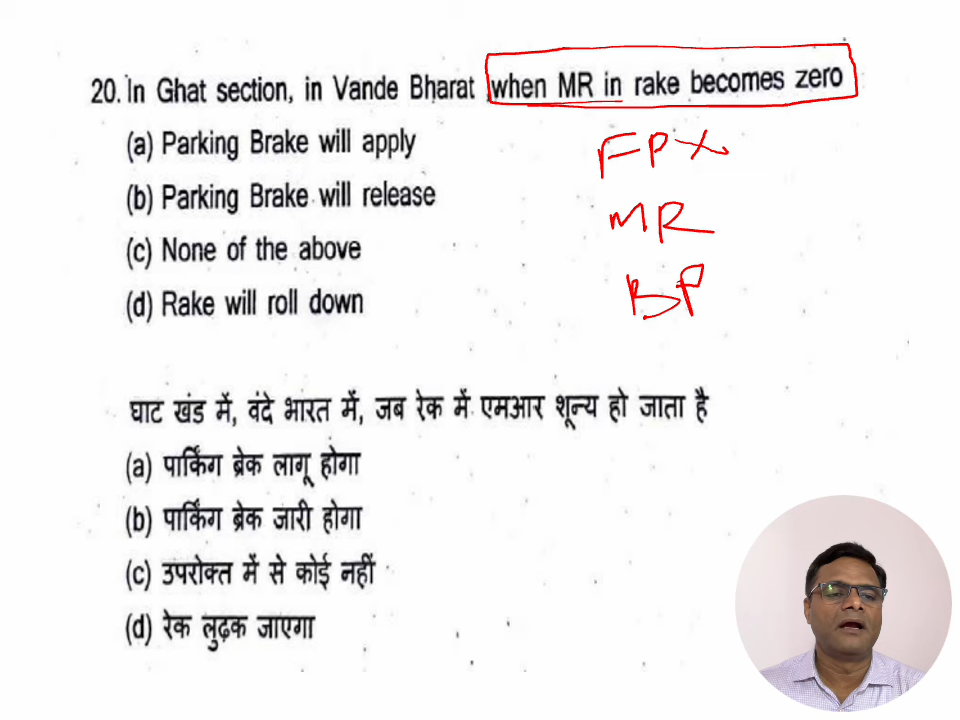 20. In Ghat section, in Vande Bharat when MR in rake becomes zero
(a) Parking Brake will apply
(b) Parking Brake will release
(c) None of the above
(d) Rake will roll down
FPX
MR
BP
घाट खंड में, वंदे भारत में, जब रेक में एमआर शून्य हो जाता है
(a) पार्किंग ब्रेक लागू होगा
(b) पार्किंग ब्रेक जारी होगा
(c) उपरोक्त में से कोई नहीं
(d) रेक लुढ़क जाएगा